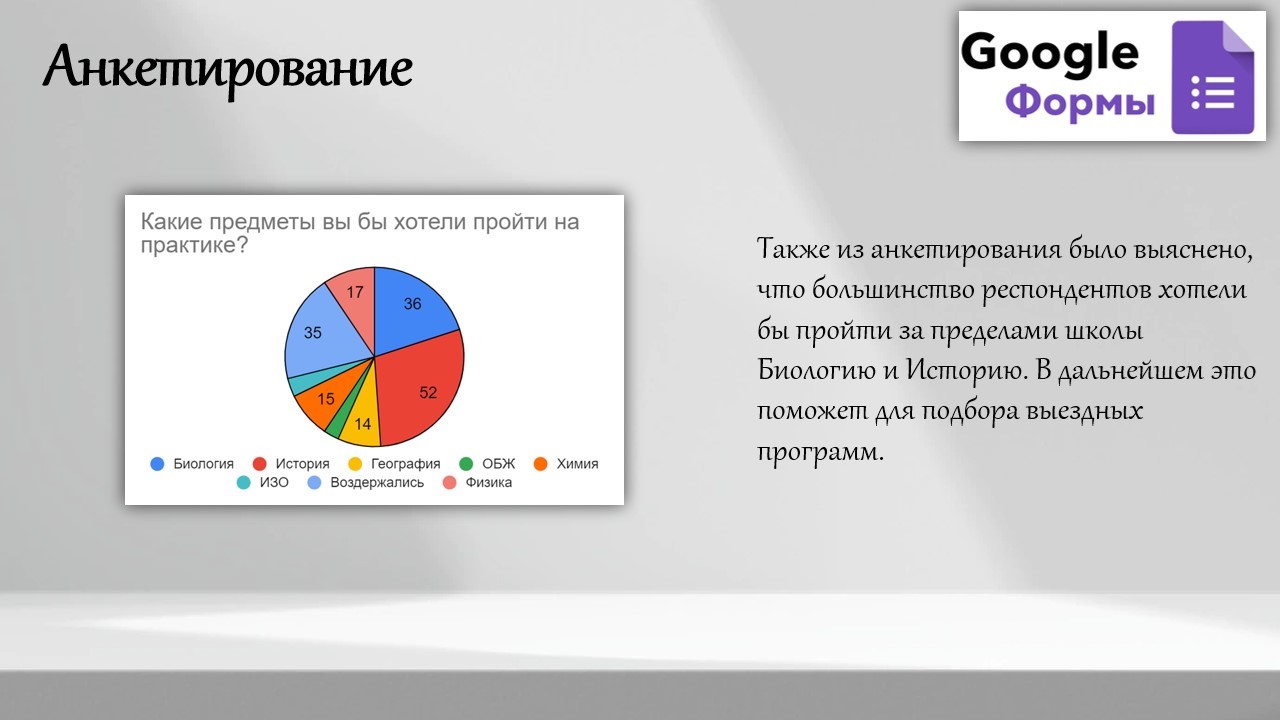 Анкетирование
Google
Формы
Какие предметы вы бы хотели пройти на
практике?
17
36
35
52
15
14
Биология История География ОБЖ Химия
ИЗО Воздержались Физика
Также из анкетирования было выяснено,
что большинство респондентов хотели
бы пройти за пределами школы
Биологию и Историю. В дальнейшем это
поможет для подбора выездных
программ.